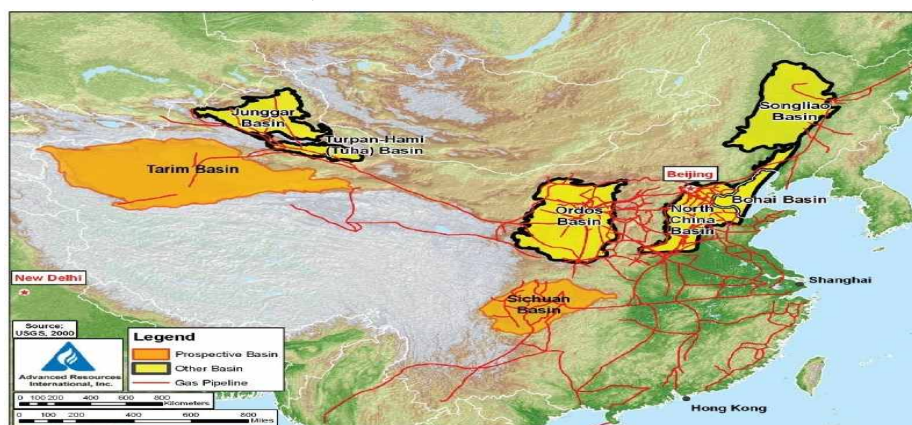 Junggar
Basin
Turpan-Hami
(Tuha) Basin
Songliao
Basin
Tarim Basin
Beijing
Bohai Basin
Ordos
Basin
North
China
Basin
New Delhi
Shanghai
Sichuan
Basin
Source:
USGS, 2000
Advanced Resources
International, Inc.
Legend
Prospective Basin
Other Basin
Gas Pipeline
0 100 200 400 600 800
Kilometers
0 100 200 400 600 800
Miles
Hong Kong